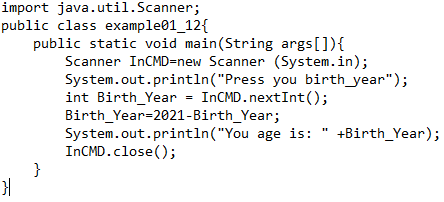 import java.util.Scanner;
public class example01_12{
    public static void main(String args[]){
        Scanner InCMD=new Scanner (System.in);
        System.out.println("Press you birth_year");
        int Birth_Year = InCMD.nextInt();
        Birth_Year=2021-Birth_Year;
        System.out.println("You age is: " +Birth_Year);
        InCMD.close();
    }
}